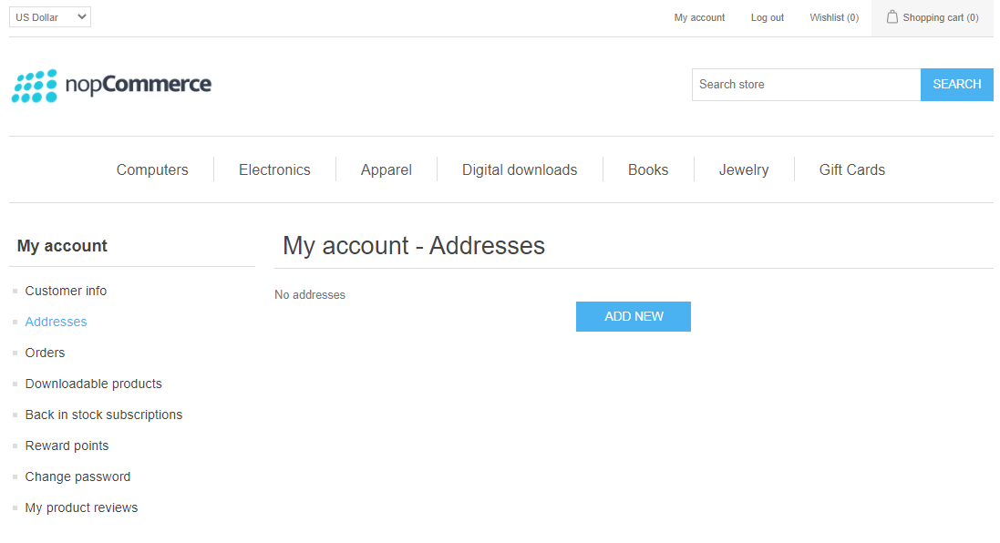 US Dollar
My account
Log out
Wishlist (0)
Shopping cart (0)
nopCommerce
Search store
SEARCH
Computers
Electronics
Apparel
Digital downloads
Books
Jewelry
Gift Cards
My account
Customer info
Addresses
Orders
Downloadable products
Back in stock subscriptions
Reward points
Change password
My product reviews
My account - Addresses
No addresses
ADD NEW